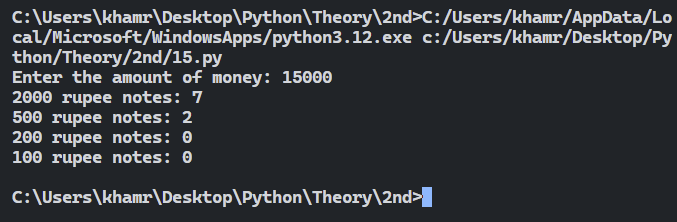 C:\Users\khamr\Desktop\Python\Theory\2nd>C:/Users/khamr/AppData/Lo
cal/Microsoft/WindowsApps/python3.12.exe c:/Users/khamr/Desktop/Py
thon/Theory/2nd/15.py
Enter the amount of money: 15000
2000 rupee notes: 7
500 rupee notes: 2
200 rupee notes: 0
100 rupee notes: 0
C:\Users\khamr\Desktop\Python\Theory\2nd>